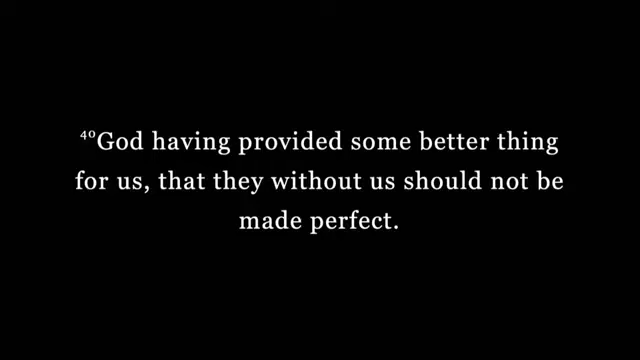 ⁴⁰God having provided some better thing
for us, that they without us should not be
made perfect.